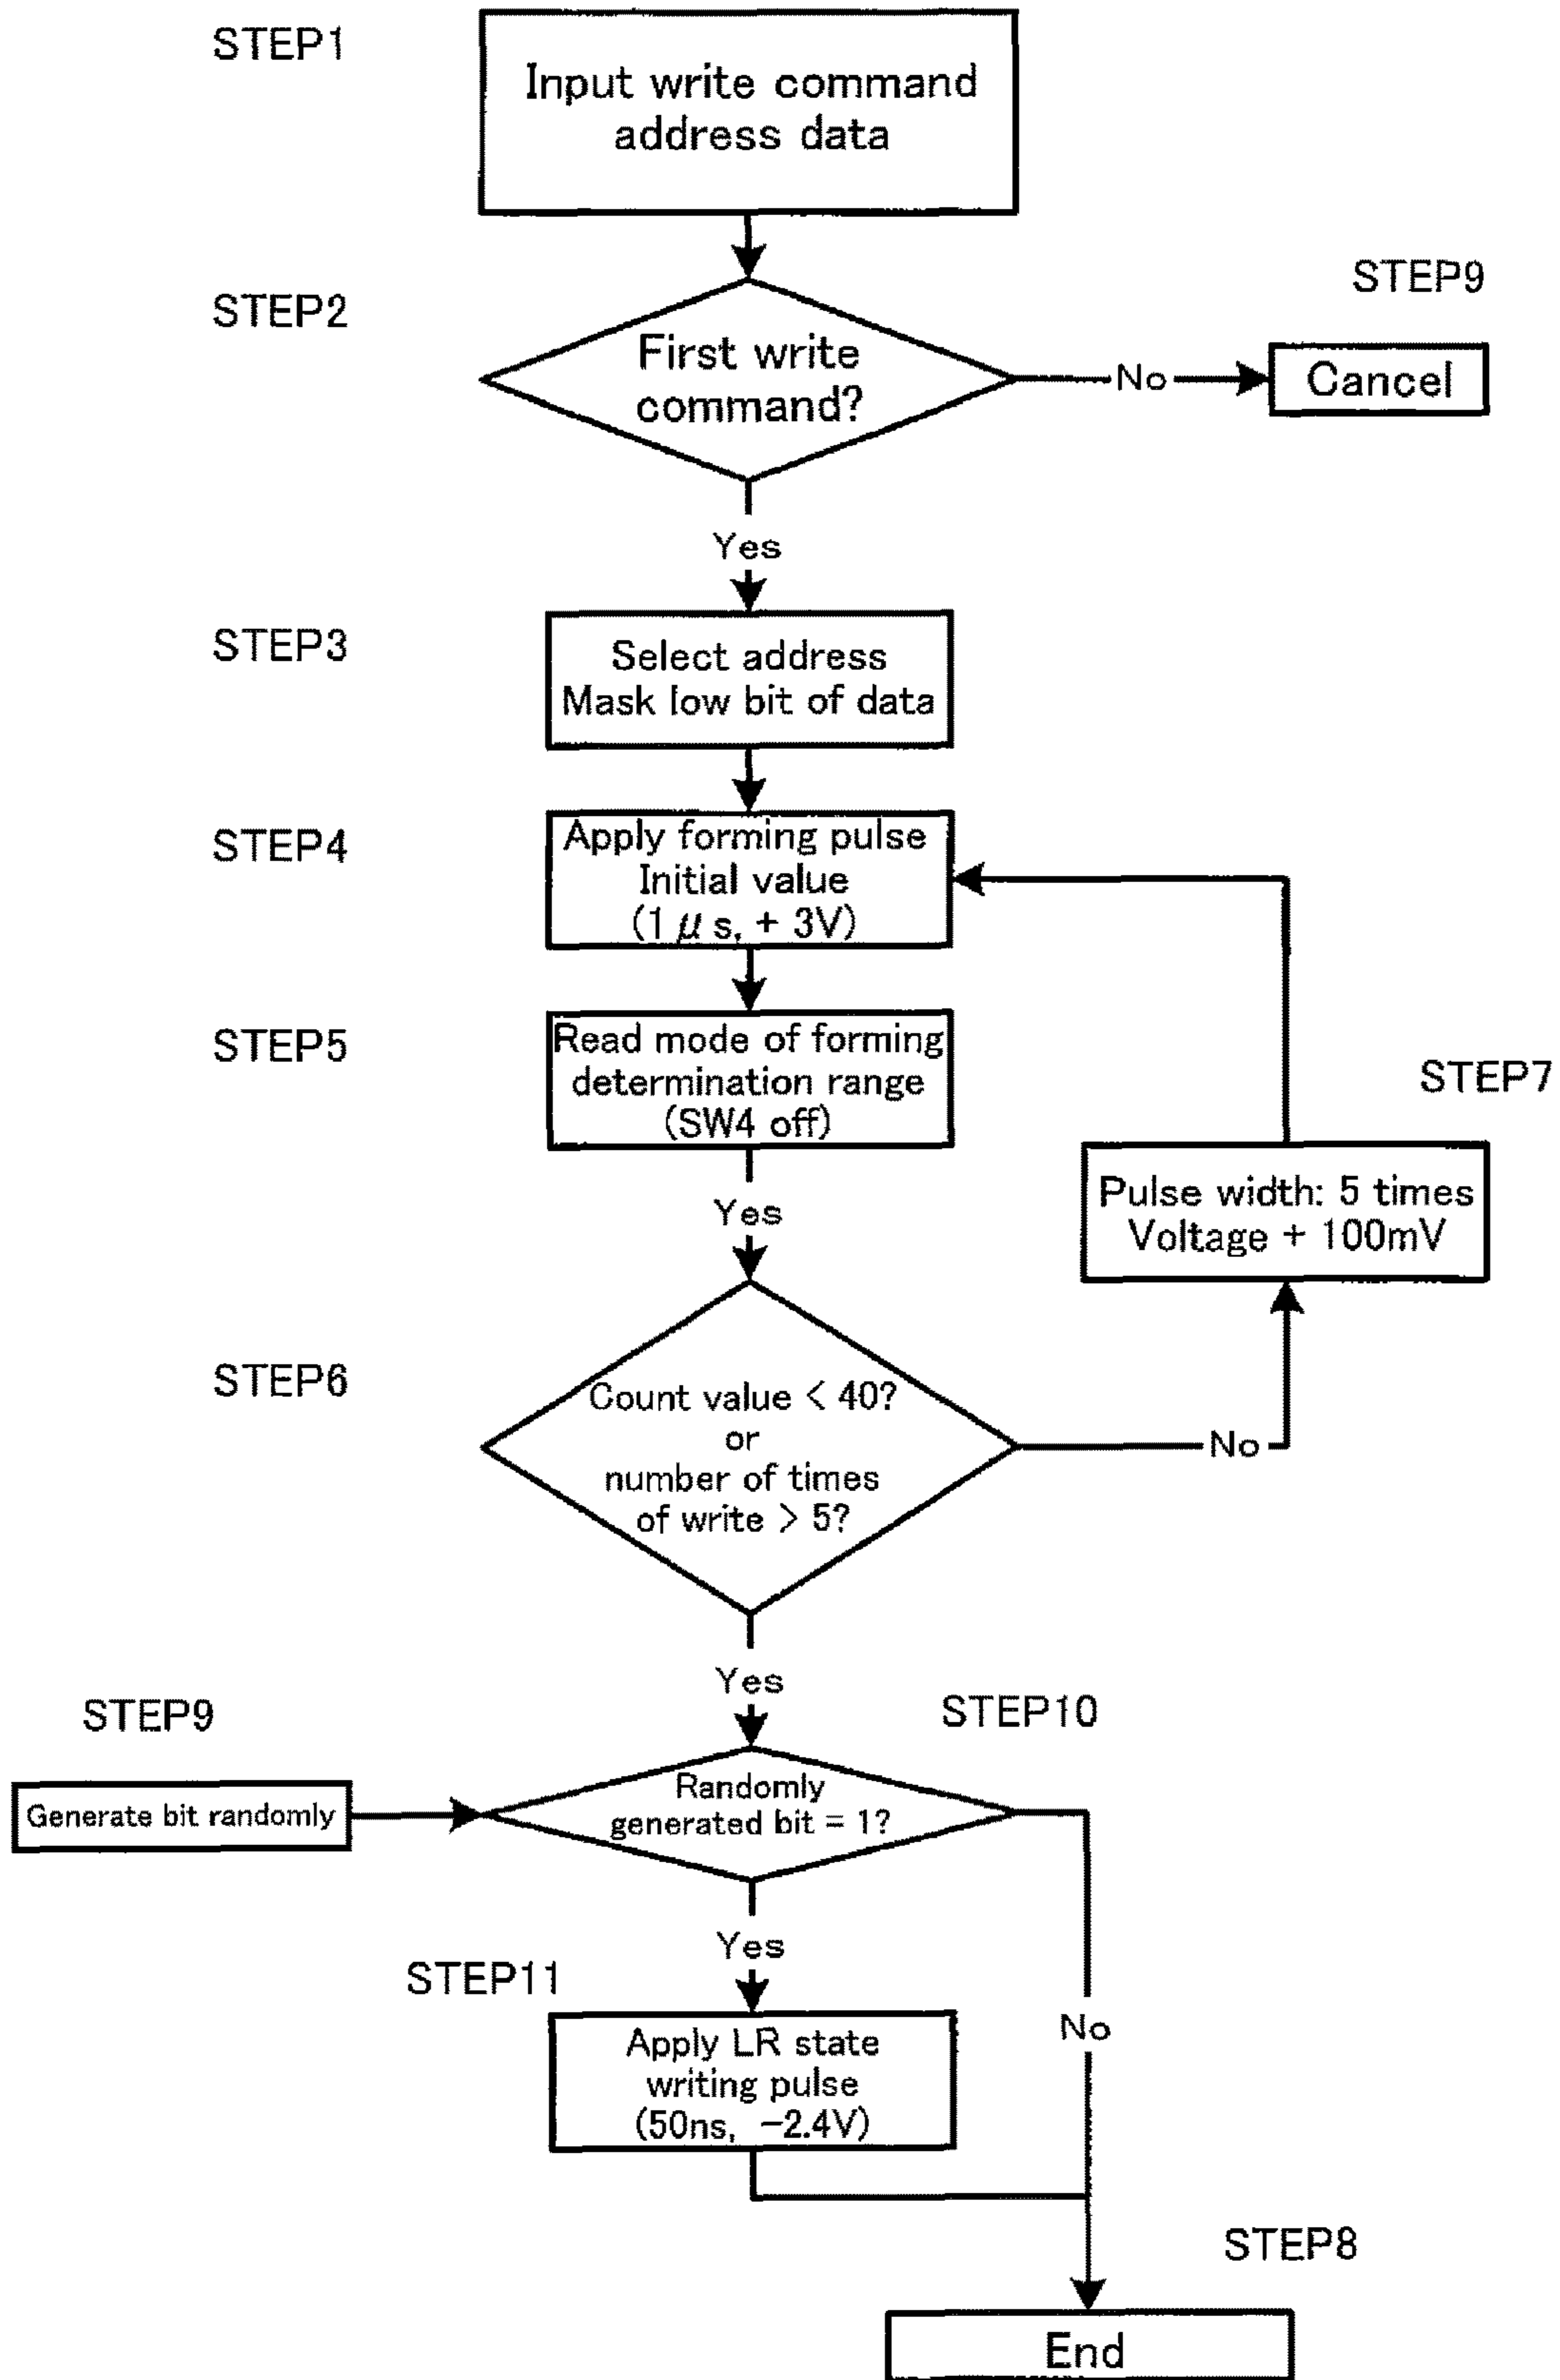 STEP1
Input write command
address data
STEP2
First write
command?
No
STEP9
Cancel
Yes
STEP3
Select address
Mask low bit of data
STEP4
Apply forming pulse
Initial value
(1 μ s, + 3V)
STEP5
Read mode of forming
determination range
(SW4 off)
STEP7
Pulse width: 5 times
Voltage + 100mV
Yes
STEP6
Count value < 40?
or
number of times
of write > 5?
No
Yes
STEP9
Generate bit randomly
STEP10
Randomly
generated bit = 1?
Yes
No
STEP11
Apply LR state
writing pulse
(50ns, −2.4V)
STEP8
End